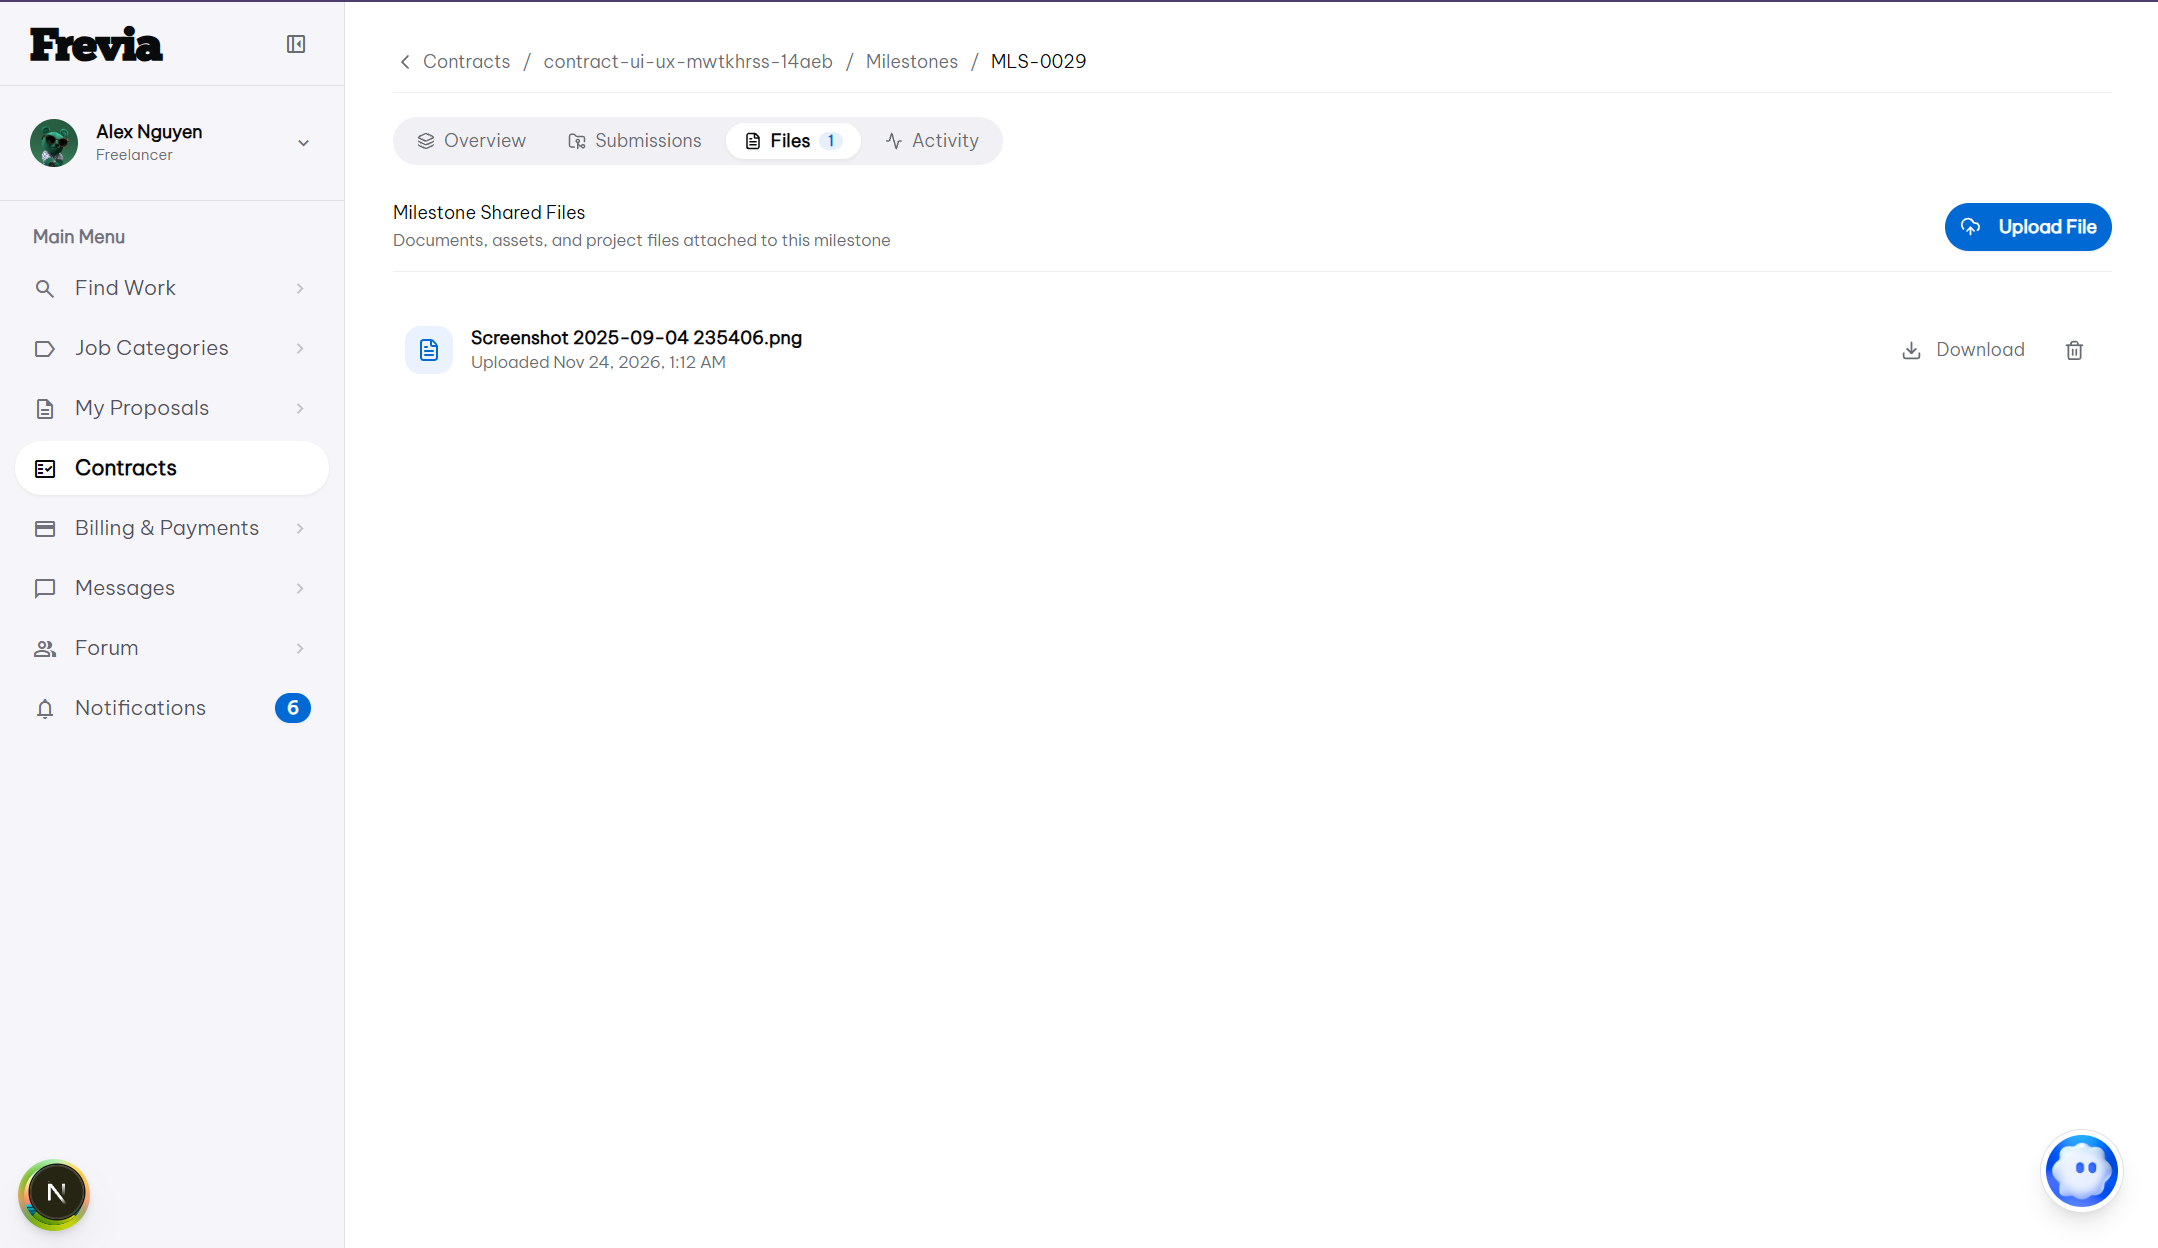 Frevia
Alex Nguyen
Freelancer
Main Menu
Find Work
Job Categories
My Proposals
Contracts
Billing & Payments
Messages
Forum
Notifications 6
N
Contracts / contract-ui-ux-mwtkhrss-14aeb / Milestones / MLS-0029
Overview Submissions Files 1 Activity
Milestone Shared Files
Documents, assets, and project files attached to this milestone
Upload File
Screenshot 2025-09-04 235406.png
Uploaded Nov 24, 2026, 1:12 AM
Download